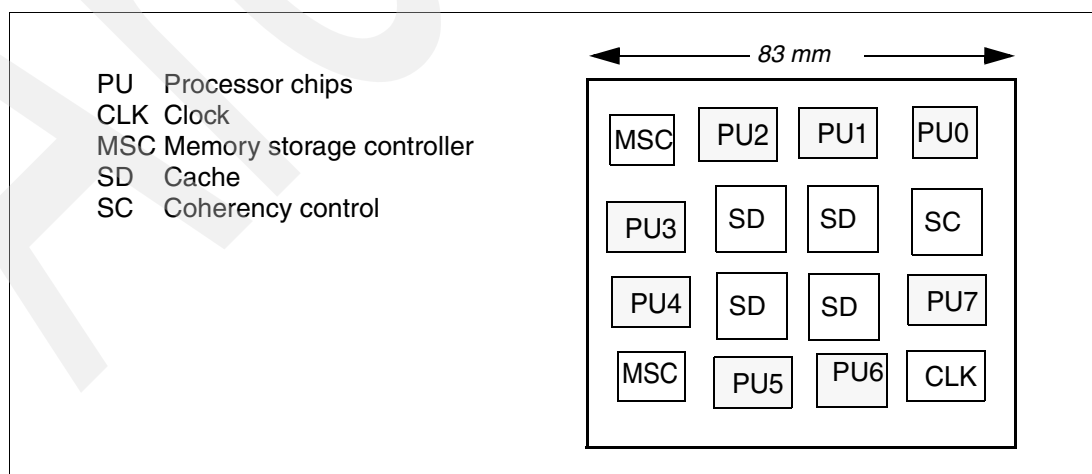 PU Processor chips
CLK Clock
MSC Memory storage controller
SD Cache
SC Coherency control
83 mm
MSC PU2 PU1 PU0
PU3 SD SD SC
PU4 SD SD PU7
MSC PU5 PU6 CLK